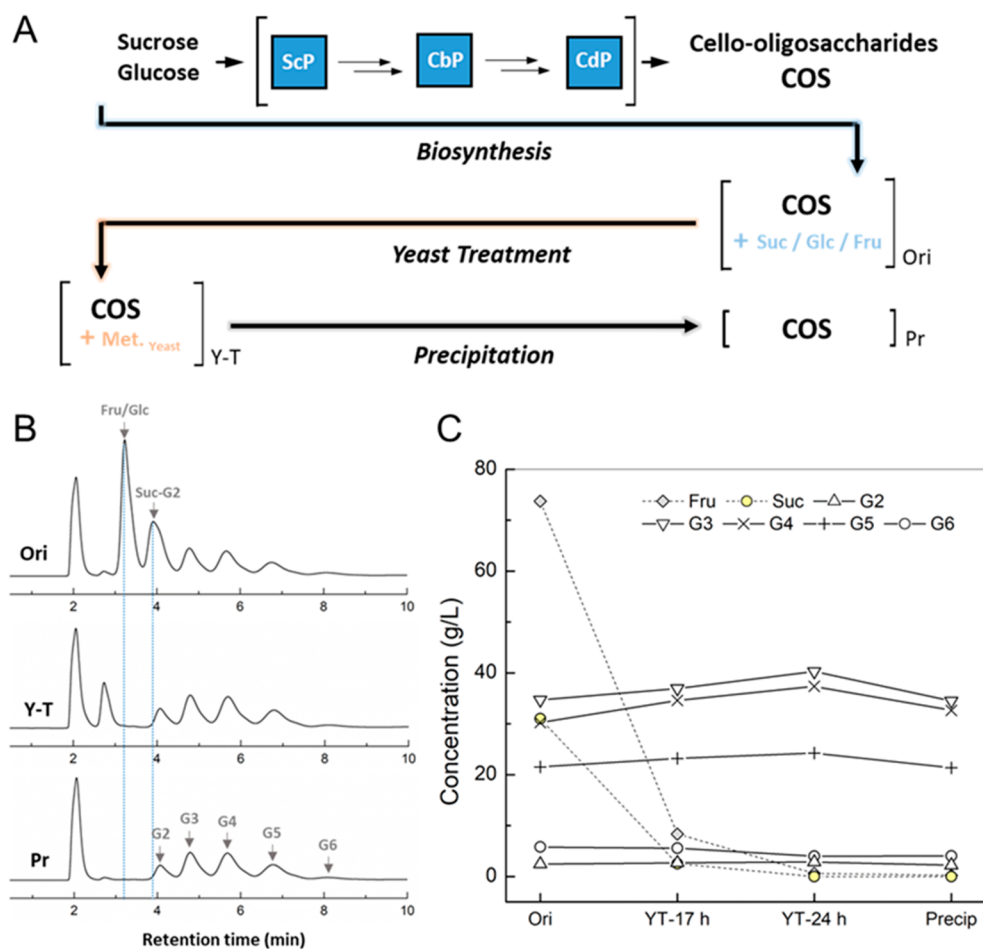 A
Sucrose
Glucose
ScP
CbP
CdP
Cello-oligosaccharides
COS
Biosynthesis
COS
+ Suc / Glc / Fru
Ori
Yeast Treatment
COS
+ Met. Yeast
Y-T
Precipitation
COS
Pr
B
Fru/Glc
Suc-G2
Ori
2 4 6 8 10
Y-T
2 4 6 8 10
G2 G3 G4 G5 G6
Pr
2 4 6 8 10
Retention time (min)
C
80
Fru Suc G2
G3 G4 G5 G6
60
40
20
0
Concentration (g/L)
Ori YT-17 h YT-24 h Precip